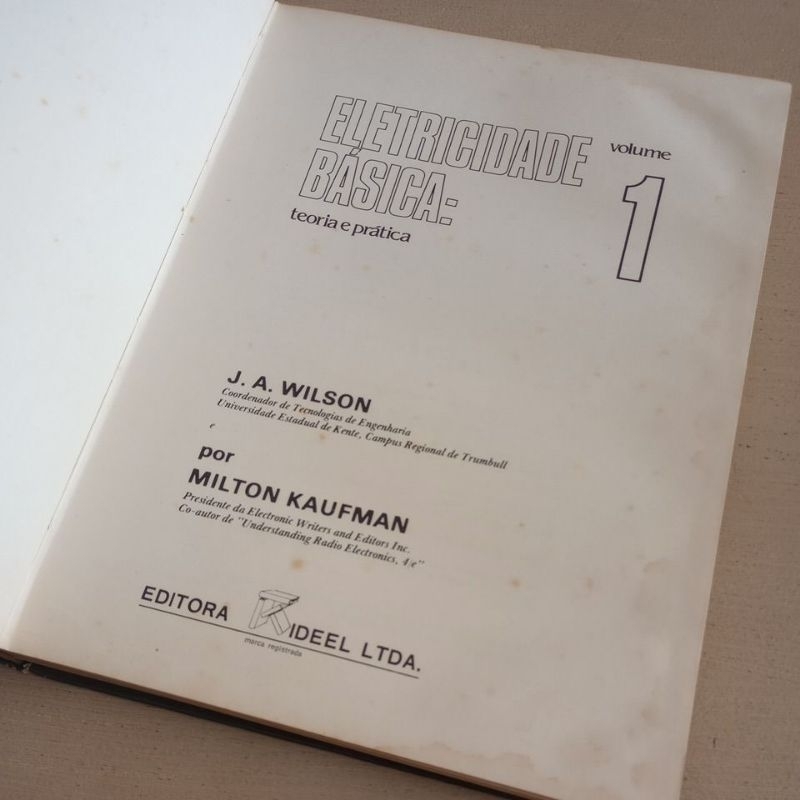 ELETRICIDADE
BÁSICA:
teoria e prática
volume
1
J. A. WILSON
Coordenador de Tecnologias de Engenharia
Universidade Estadual de Kente, Campus Regional de Trumbull
e
por
MILTON KAUFMAN
Presidente da Electronic Writers and Editors Inc.
Co-autor de "Understanding Radio Electronics, 4/e"
EDITORA RIDEEL LTDA.
marca registrada